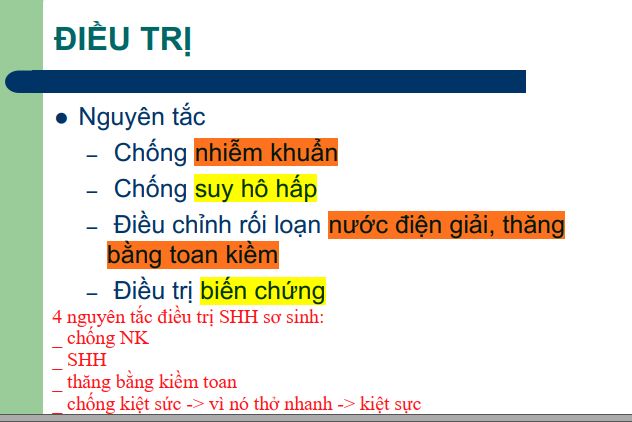 ĐIỀU TRỊ
● Nguyên tắc
– Chống nhiễm khuẩn
– Chống suy hô hấp
– Điều chỉnh rối loạn nước điện giải, thăng
bằng toan kiềm
– Điều trị biến chứng
4 nguyên tắc điều trị SHH sơ sinh:
_ chống NK
_ SHH
_ thăng bằng kiềm toan
_ chống kiệt sức -> vì nó thở nhanh -> kiệt sực